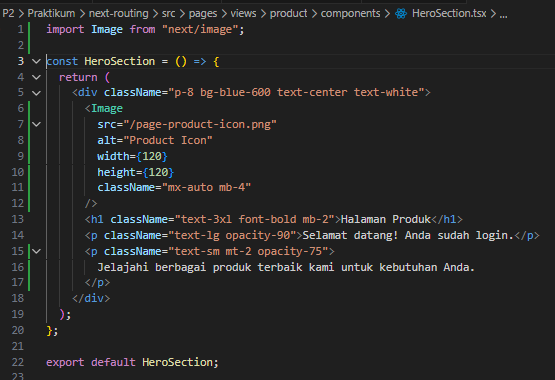 P2 > Praktikum > next-routing > src > pages > views > product > components > HeroSection.tsx > ...
1 import Image from "next/image";
2
3 const HeroSection = () => {
4 return (
5 <div className="p-8 bg-blue-600 text-center text-white">
6 <Image
7 src="/page-product-icon.png"
8 alt="Product Icon"
9 width={120}
10 height={120}
11 className="mx-auto mb-4"
12 />
13 <h1 className="text-3xl font-bold mb-2">Halaman Produk</h1>
14 <p className="text-lg opacity-90">Selamat datang! Anda sudah login.</p>
15 <p className="text-sm mt-2 opacity-75">
16 Jelajahi berbagai produk terbaik kami untuk kebutuhan Anda.
17 </p>
18 </div>
19 );
20 };
21
22 export default HeroSection;
23